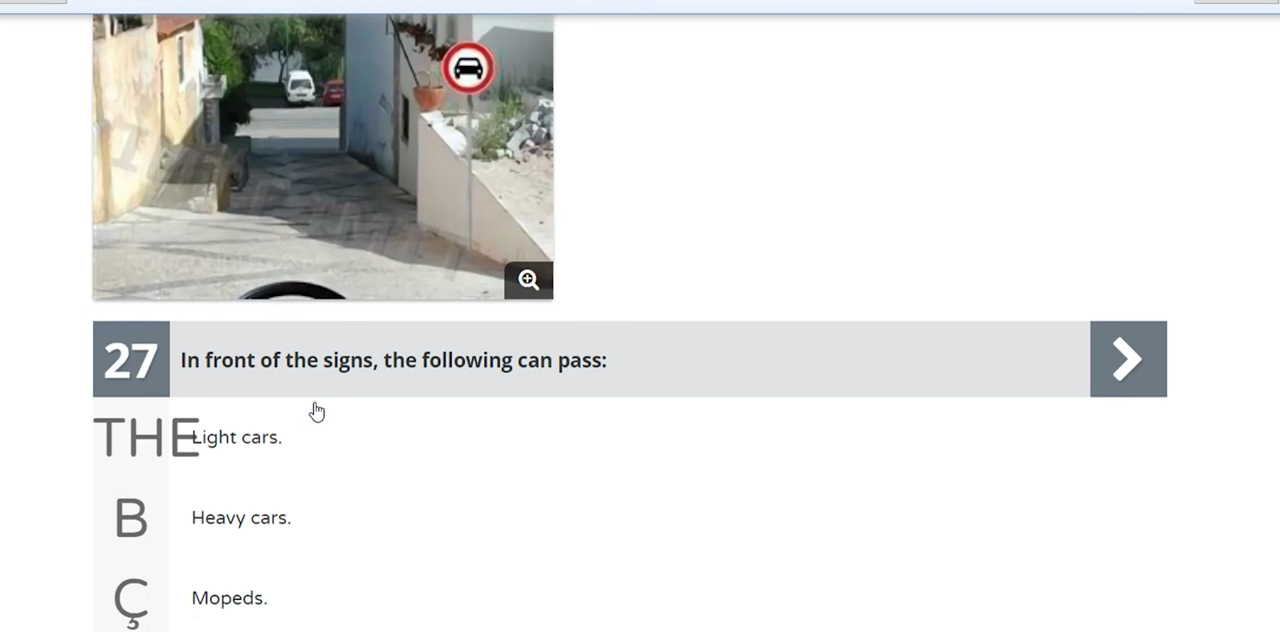 27 In front of the signs, the following can pass:
THE Light cars.
B Heavy cars.
Ç Mopeds.